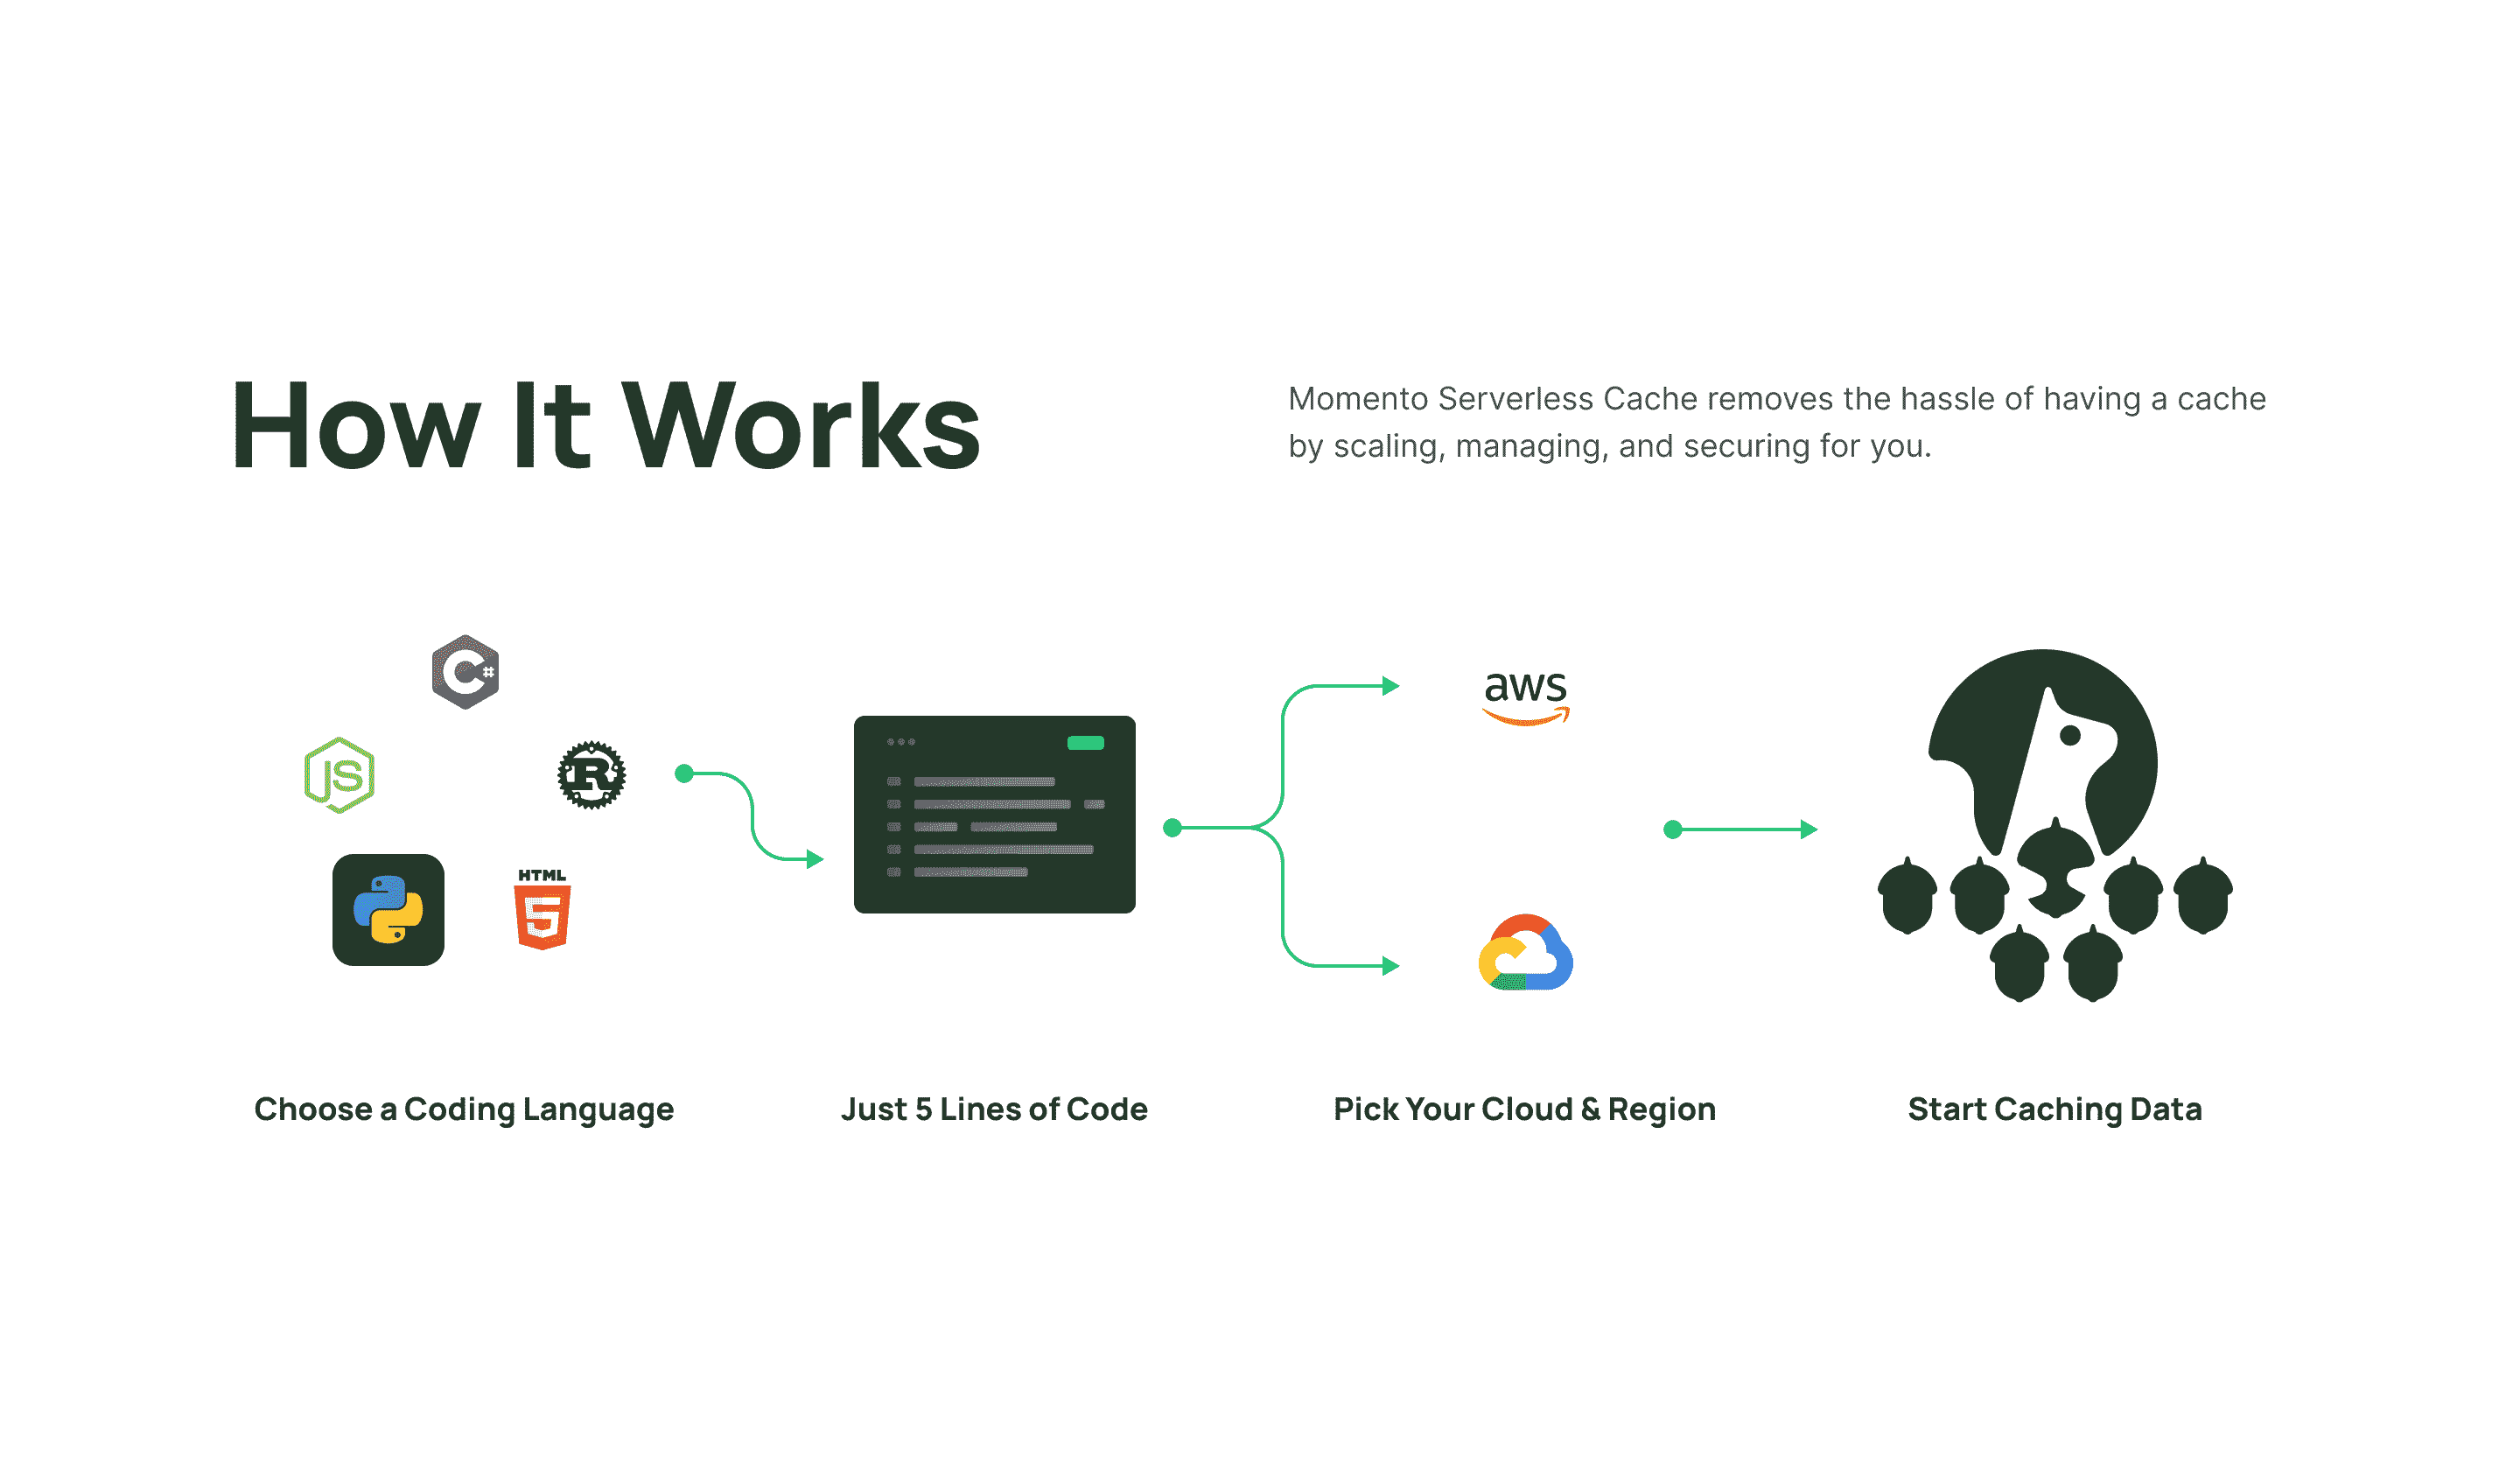 How It Works
Momento Serverless Cache removes the hassle of having a cache
by scaling, managing, and securing for you.
C#
JS
R
HTML
5
aws
Choose a Coding Language
Just 5 Lines of Code
Pick Your Cloud & Region
Start Caching Data